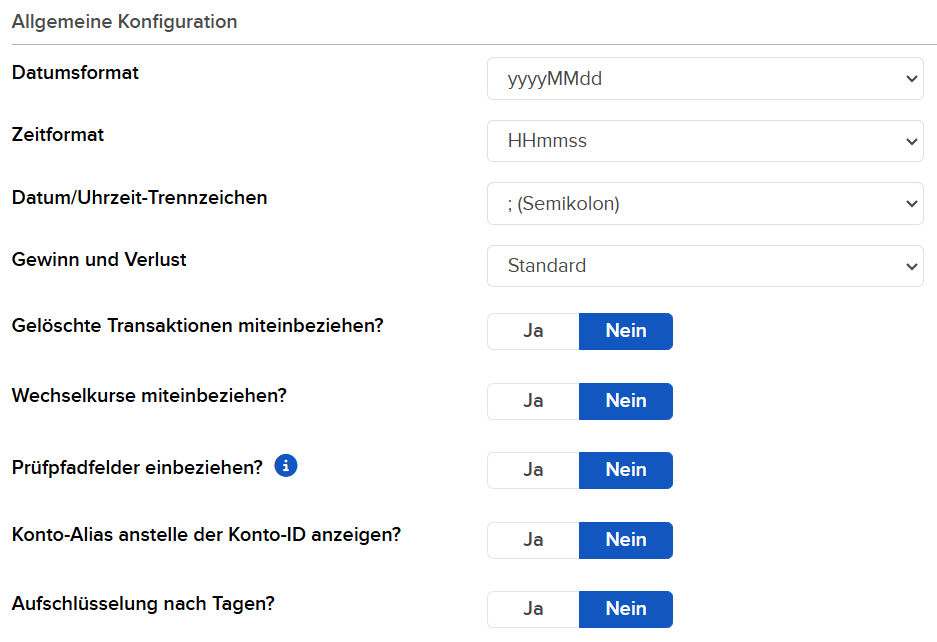 Allgemeine Konfiguration
Datumsformat yyyyMMdd
Zeitformat HHmmss
Datum/Uhrzeit-Trennzeichen ; (Semikolon)
Gewinn und Verlust Standard
Gelöschte Transaktionen miteinbeziehen? Ja Nein
Wechselkurse miteinbeziehen? Ja Nein
Prüfpfadfelder einbeziehen? i Ja Nein
Konto-Alias anstelle der Konto-ID anzeigen? Ja Nein
Aufschlüsselung nach Tagen? Ja Nein